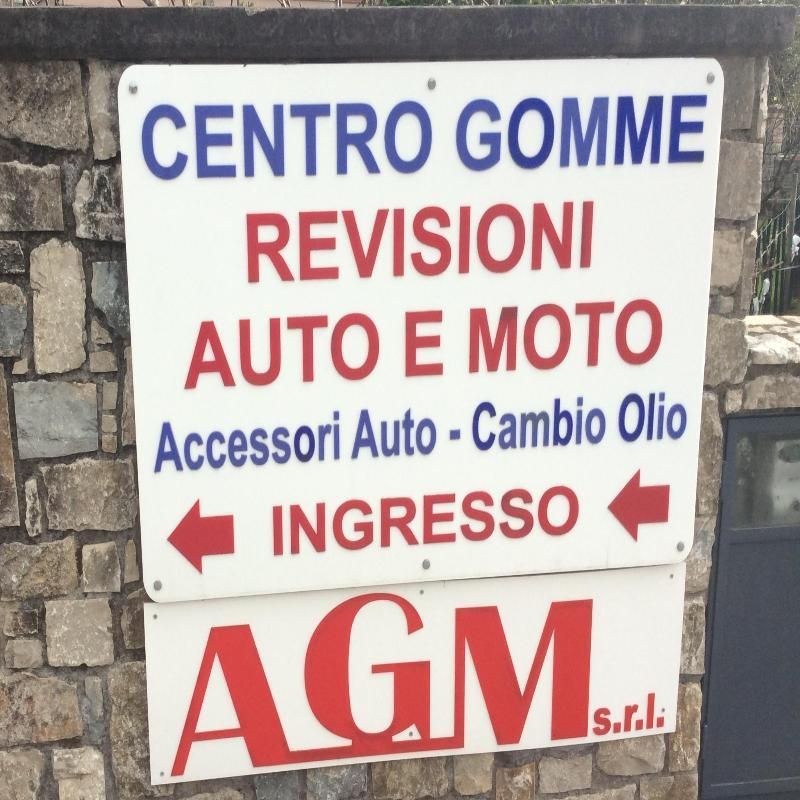 CENTRO GOMME
REVISIONI
AUTO E MOTO
Accessori Auto - Cambio Olio
INGRESSO
AGM s.r.l.